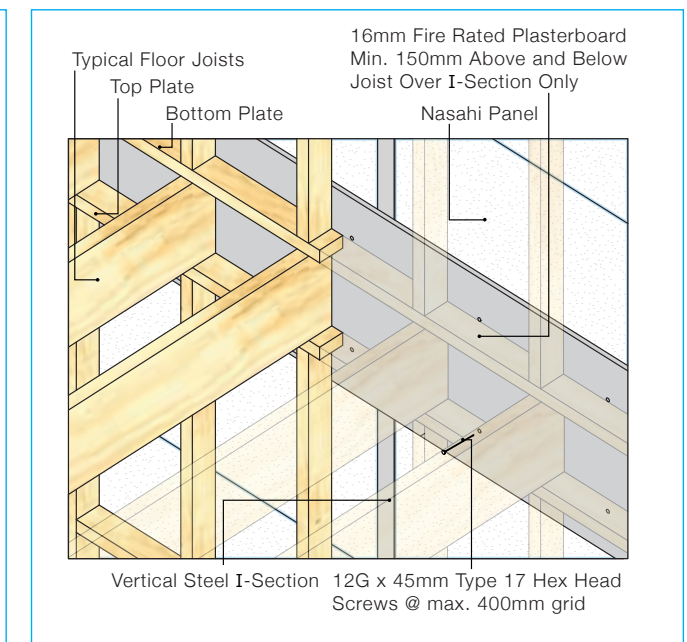 16mm Fire Rated Plasterboard
Min. 150mm Above and Below
Joist Over I-Section Only
Typical Floor Joists
Top Plate
Bottom Plate
Nasahi Panel
Vertical Steel I-Section
12G x 45mm Type 17 Hex Head
Screws @ max. 400mm grid